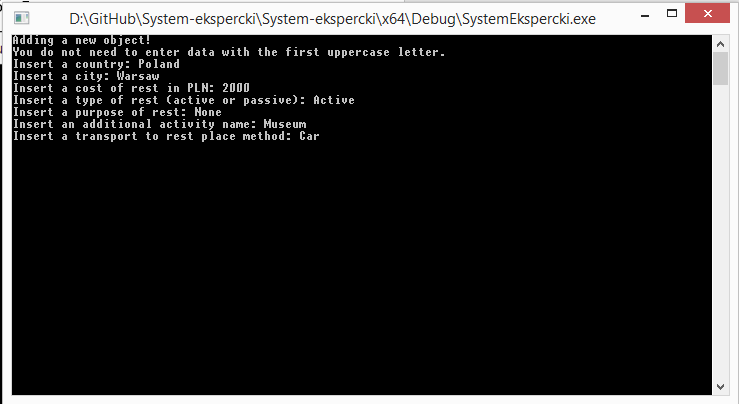 D:\GitHub\System-ekspercki\System-ekspercki\x64\Debug\SystemEkspercki.exe
Adding a new object!
You do not need to enter data with the first uppercase letter.
Insert a country: Poland
Insert a city: Warsaw
Insert a cost of rest in PLN: 2000
Insert a type of rest (active or passive): Active
Insert a purpose of rest: None
Insert an additional activity name: Museum
Insert a transport to rest place method: Car